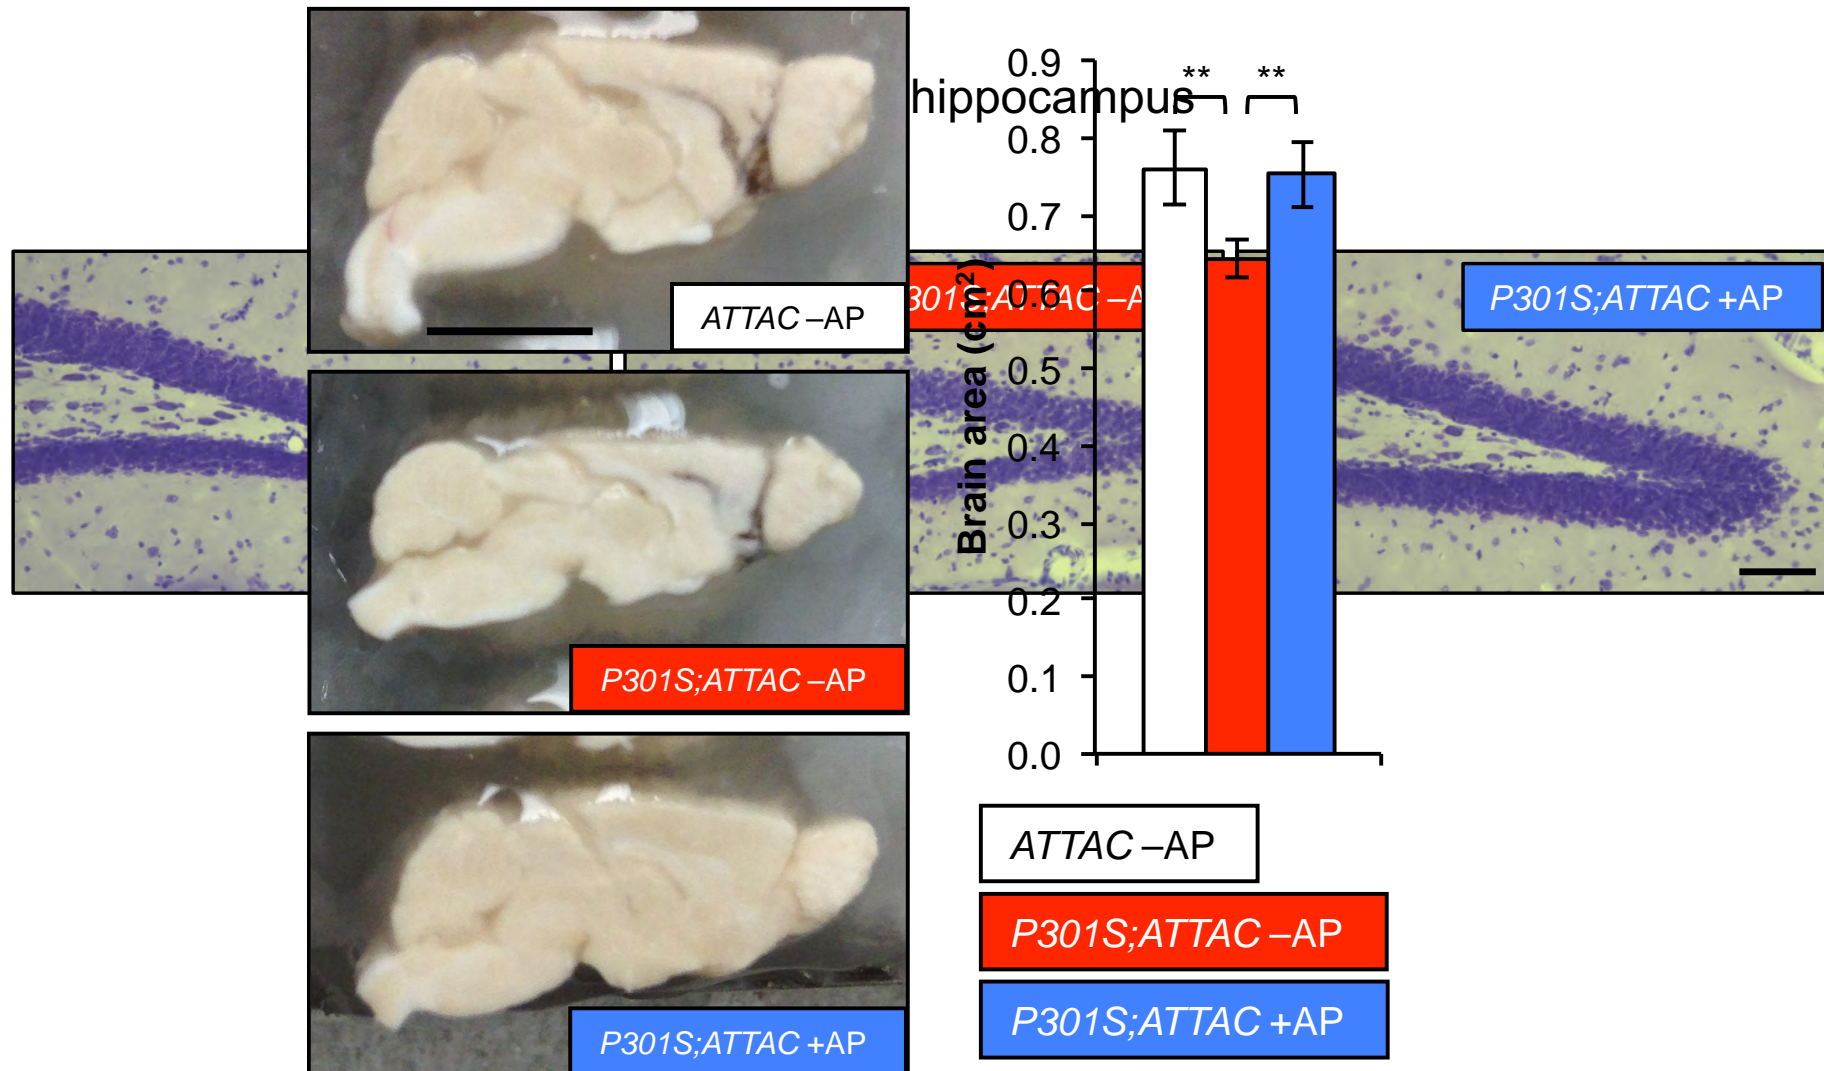 hippocampus
ATTAC –AP
P301S;ATTAC –AP
P301S;ATTAC +AP
301S;ATTAC –A
P301S;ATTAC +AP
Brain area (cm²)
0.9
0.8
0.7
0.6
0.5
0.4
0.3
0.2
0.1
0.0
**
**
ATTAC –AP
P301S;ATTAC –AP
P301S;ATTAC +AP